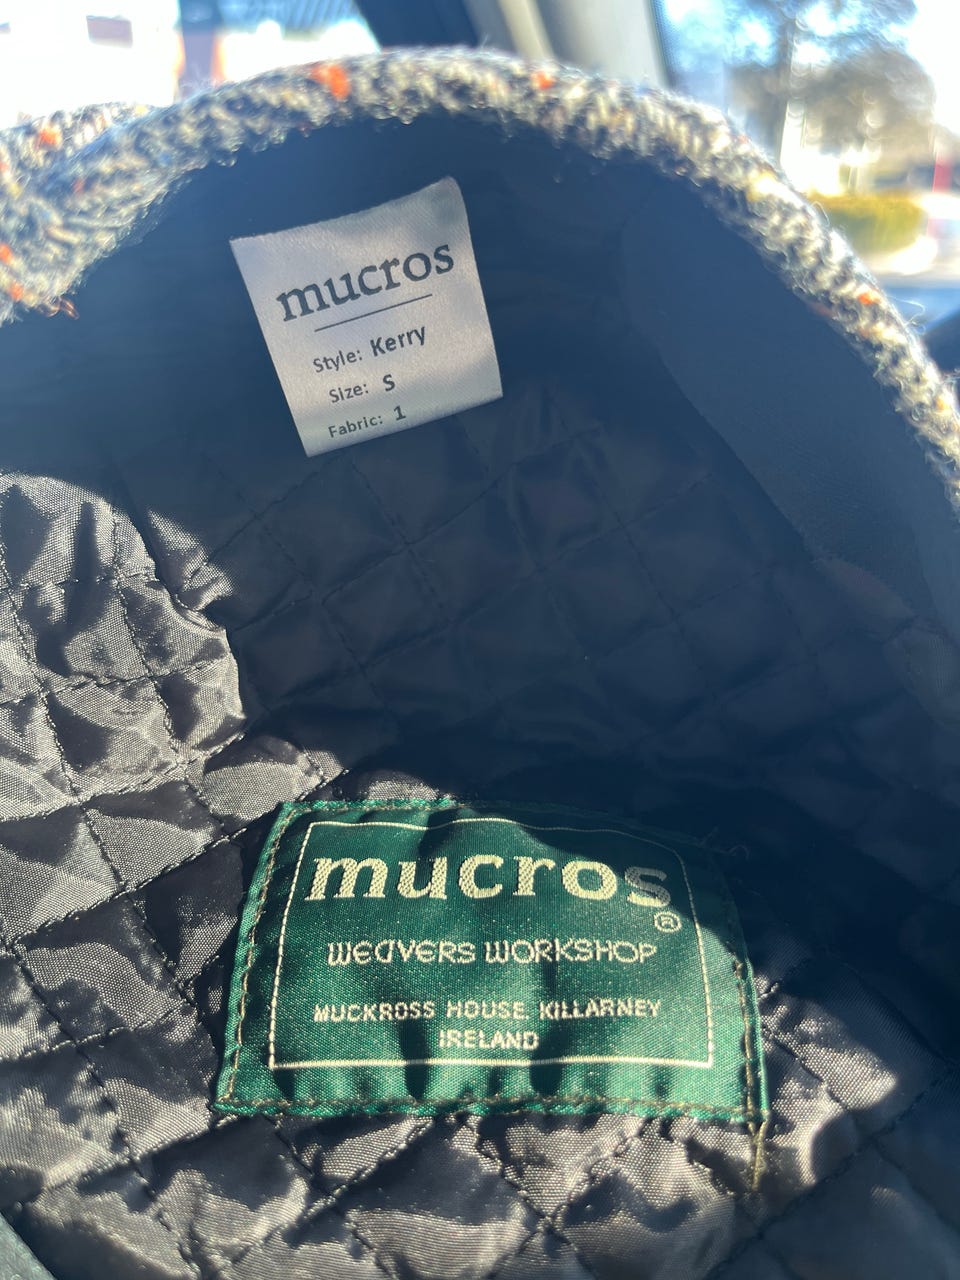 mucros
Style: Kerry
Size: S
Fabric: 1
mucros
®
WEAVERS WORKSHOP
MUCKROSS HOUSE, KILLARNEY
IRELAND